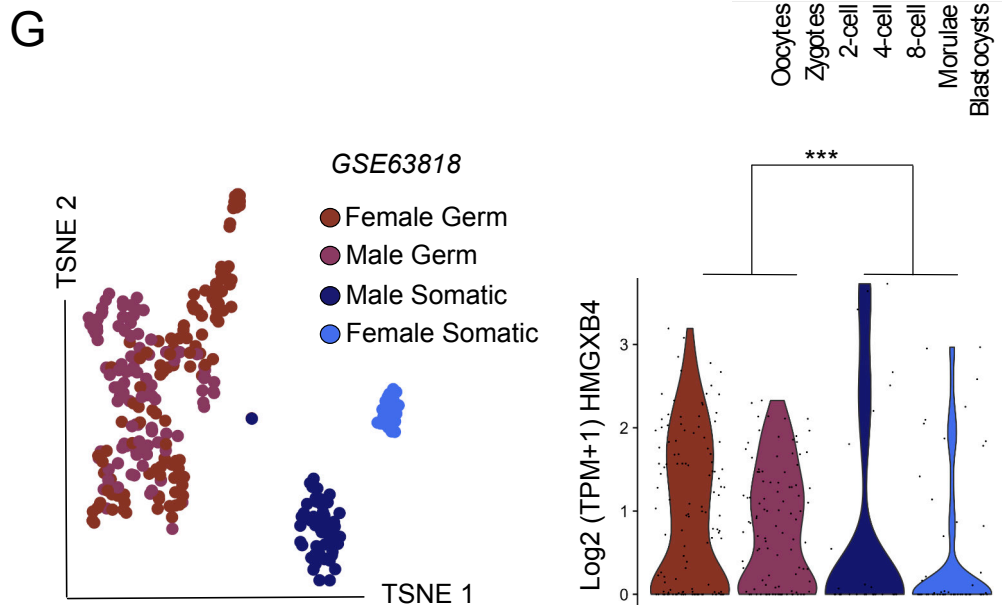 G
Oocytes
Zygotes
2-cell
4-cell
8-cell
Morulae
Blastocysts
GSE63818
Female Germ
Male Germ
Male Somatic
Female Somatic
TSNE 2
TSNE 1
***
Log2 (TPM+1) HMGXB4
3
2
1
0